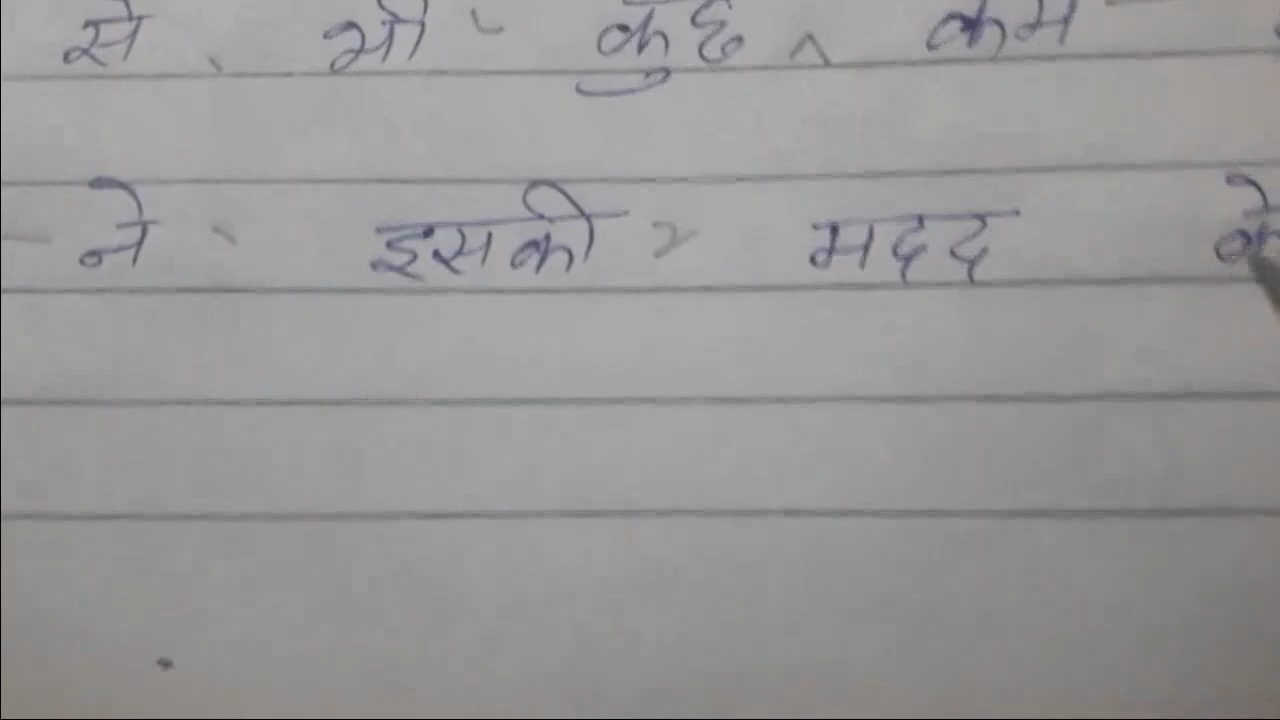 से भी कुछ कम
ने इसकी मदद के